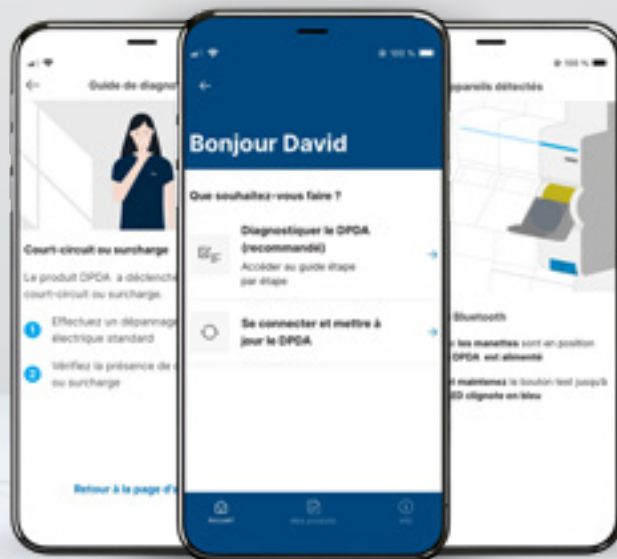 Guide de diagno
Court-circuit ou surcharge
Le produit DPDA a déclenché
court-circuit ou surcharge.
1 Effectuez un dépannage
électrique standard
2 Vérifiez la présence de
ou surcharge
Retour à la page d'a
100 %
Bonjour David
Que souhaitez-vous faire ?
Diagnostiquer le DPDA
(recommandé)
Accéder au guide étape
par étape
Se connecter et mettre à
jour le DPDA
Accueil
Mes produits
Info
100 %
ppareils détectés
Bluetooth
les manettes sont en position
DPDA est alimenté
t maintenez le bouton test jusqu'à
ED clignote en bleu